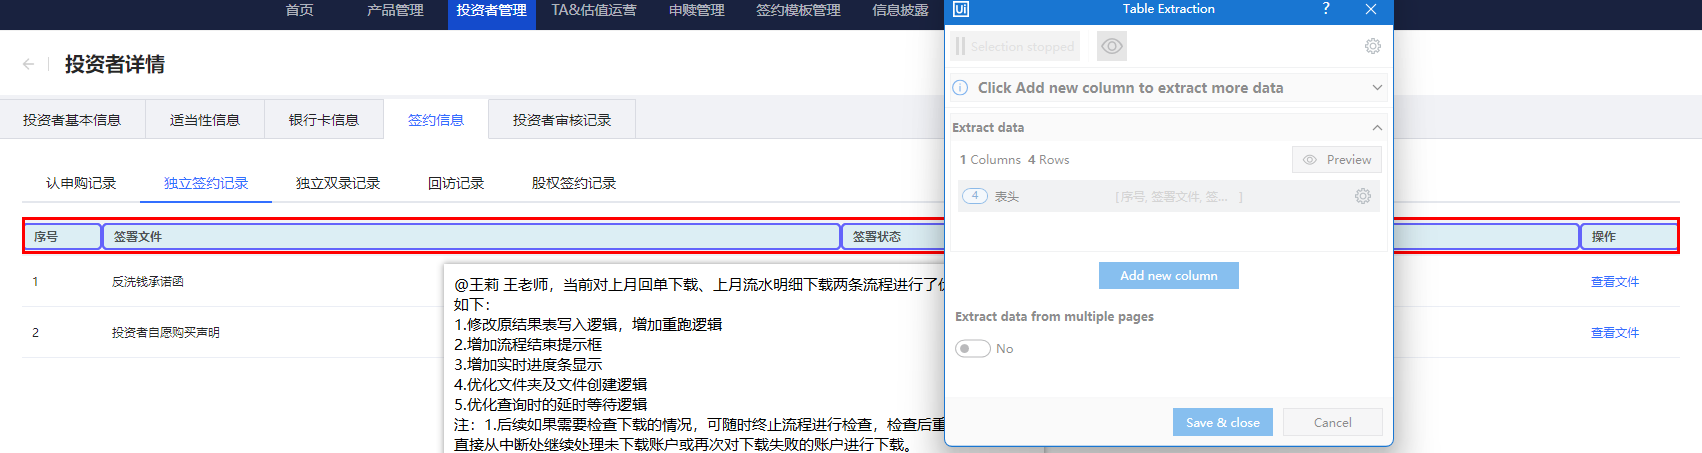 首页 产品管理 投资者管理 TA&估值运营 申赎管理 签约模板管理 信息披露
Ui Table Extraction ? ×
投资者详情
Selection stopped
Click Add new column to extract more data
投资者基本信息 适当性信息 银行卡信息 签约信息 投资者审核记录
Extract data
1 Columns 4 Rows Preview
认申购记录 独立签约记录 独立双录记录 回访记录 股权签约记录
4 表头 [序号, 签署文件, 签... ]
序号 签署文件 签署状态 操作
1 反洗钱承诺函 查看文件
2 投资者自愿购买声明 查看文件
@王莉 王老师，当前对上月回单下载、上月流水明细下载两条流程进行了
如下：
1.修改原结果表写入逻辑，增加重跑逻辑
2.增加流程结束提示框
3.增加实时进度条显示
4.优化文件夹及文件创建逻辑
5.优化查询时的延时等待逻辑
注：1.后续如果需要检查下载的情况，可随时终止流程进行检查，检查后重
直接从中断处继续处理未下载账户或再次对下载失败的账户进行下载。
Add new column
Extract data from multiple pages
No
Save & close Cancel